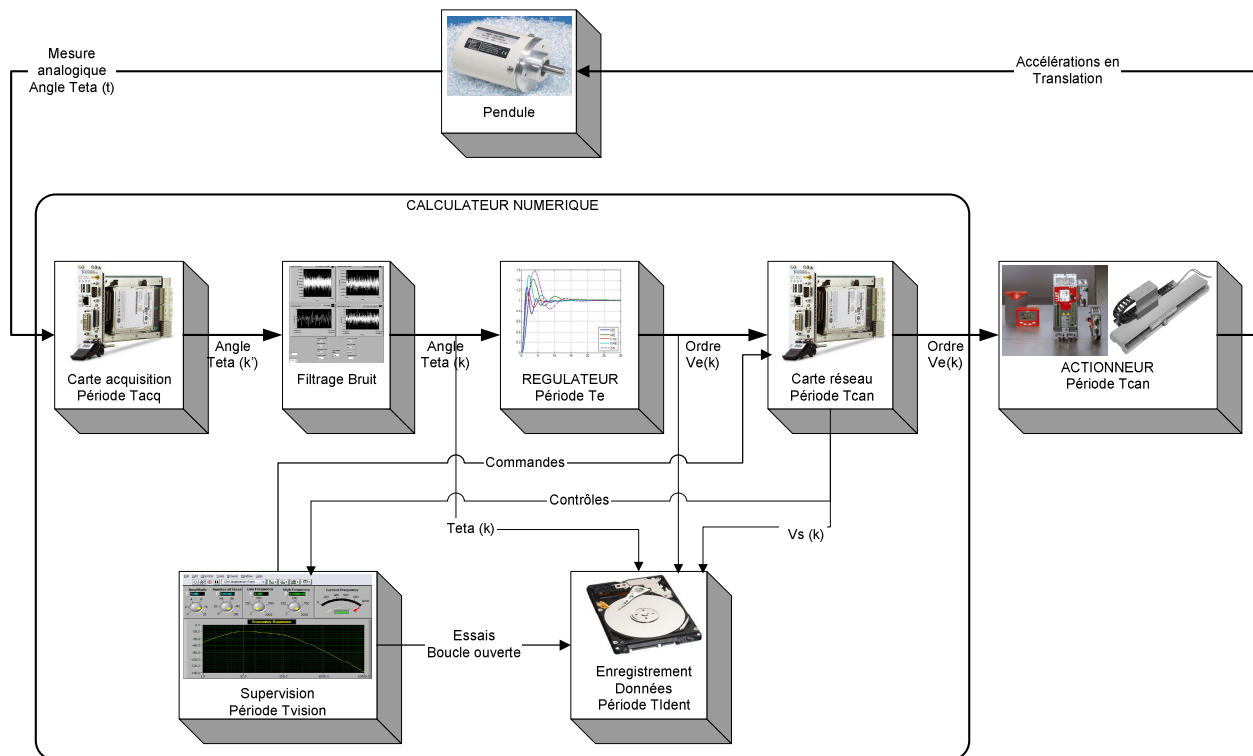 Mesure
analogique
Angle Teta (t)
Pendule
Accélérations en
Translation
CALCULATEUR NUMERIQUE
Carte acquisition
Période Tacq
Angle
Teta (k')
Filtrage Bruit
Angle
Teta (k)
REGULATEUR
Période Te
Ordre
Ve(k)
Carte réseau
Période Tcan
Ordre
Ve(k)
ACTIONNEUR
Période Tcan
Commandes
Contrôles
Teta (k)
Vs (k)
Supervision
Période Tvision
Essais
Boucle ouverte
Enregistrement
Données
Période TIdent